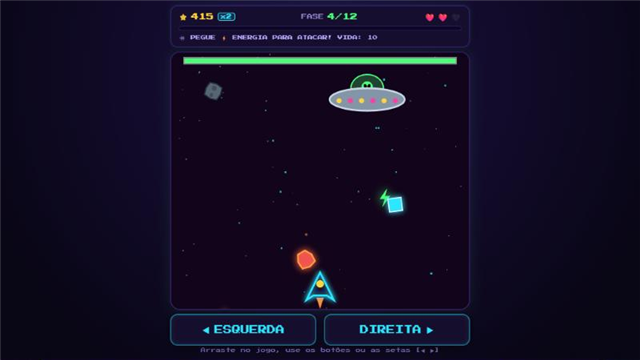 415 x2 FASE 4/12
PEGUE ENERGIA PARA ATACAR! VIDA: 10
ESQUERDA DIREITA
Arraste no jogo, use os botões ou as setas